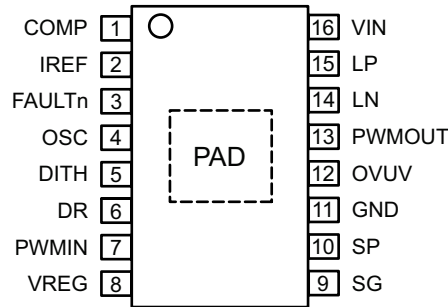 COMP 1 16 VIN
IREF 2 15 LP
FAULTn 3 14 LN
OSC 4 13 PWMOUT
DITH 5 PAD 12 OVUV
DR 6 11 GND
PWMIN 7 10 SP
VREG 8 9 SG